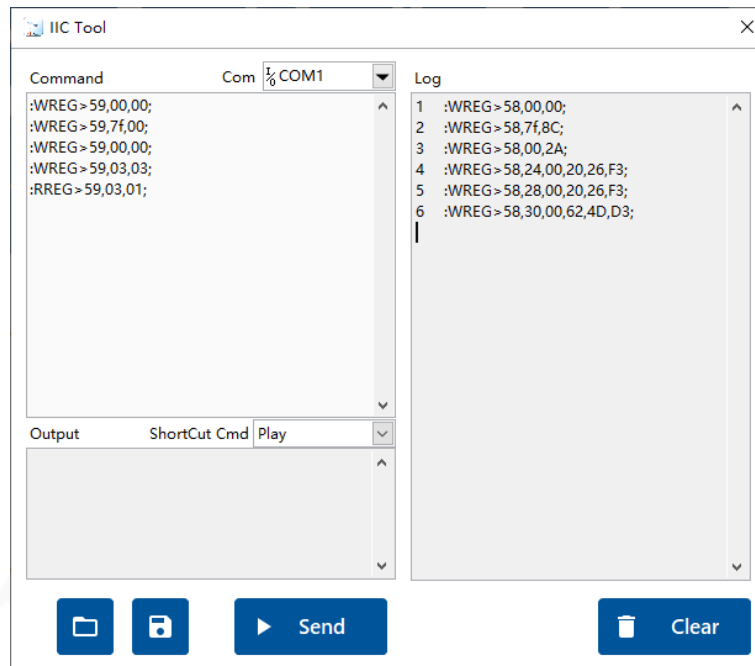 IIC Tool
Command Com COM1
:WREG>59,00,00;
:WREG>59,7f,00;
:WREG>59,00,00;
:WREG>59,03,03;
:RREG>59,03,01;
Output ShortCut Cmd Play
Log
1 :WREG>58,00,00;
2 :WREG>58,7f,8C;
3 :WREG>58,00,2A;
4 :WREG>58,24,00,20,26,F3;
5 :WREG>58,28,00,20,26,F3;
6 :WREG>58,30,00,62,4D,D3;
Send
Clear